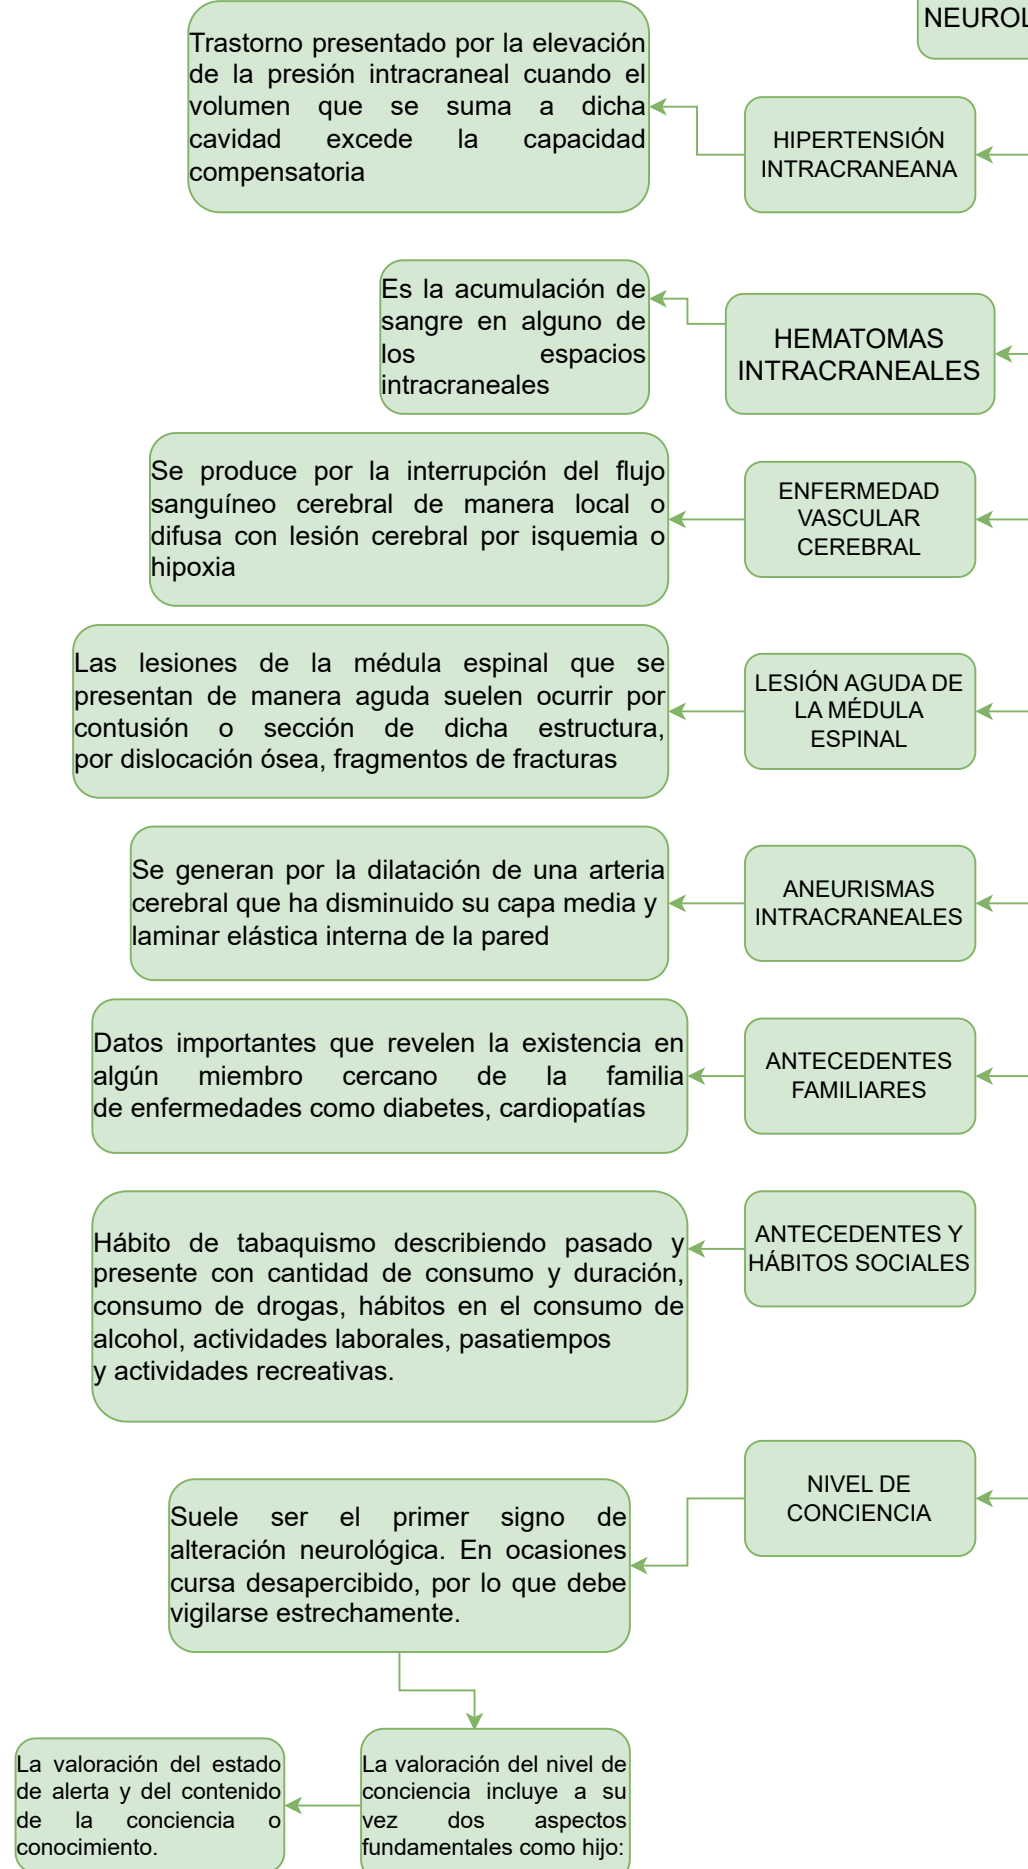 NEUROL
Trastorno presentado por la elevación
de la presión intracraneal cuando el
volumen que se suma a dicha
cavidad excede la capacidad
compensatoria
HIPERTENSIÓN
INTRACRANEANA
Es la acumulación de
sangre en alguno de
los espacios
intracraneales
HEMATOMAS
INTRACRANEALES
Se produce por la interrupción del flujo
sanguíneo cerebral de manera local o
difusa con lesión cerebral por isquemia o
hipoxia
ENFERMEDAD
VASCULAR
CEREBRAL
Las lesiones de la médula espinal que se
presentan de manera aguda suelen ocurrir por
contusión o sección de dicha estructura,
por dislocación ósea, fragmentos de fracturas
LESIÓN AGUDA DE
LA MÉDULA
ESPINAL
Se generan por la dilatación de una arteria
cerebral que ha disminuido su capa media y
laminar elástica interna de la pared
ANEURISMAS
INTRACRANEALES
Datos importantes que revelen la existencia en
algún miembro cercano de la familia
de enfermedades como diabetes, cardiopatías
ANTECEDENTES
FAMILIARES
Hábito de tabaquismo describiendo pasado y
presente con cantidad de consumo y duración,
consumo de drogas, hábitos en el consumo de
alcohol, actividades laborales, pasatiempos
y actividades recreativas.
ANTECEDENTES Y
HÁBITOS SOCIALES
NIVEL DE
CONCIENCIA
Suele ser el primer signo de
alteración neurológica. En ocasiones
cursa desapercibido, por lo que debe
vigilarse estrechamente.
La valoración del estado
de alerta y del contenido
de la conciencia o
conocimiento.
La valoración del nivel de
conciencia incluye a su
vez dos aspectos
fundamentales como hijo: